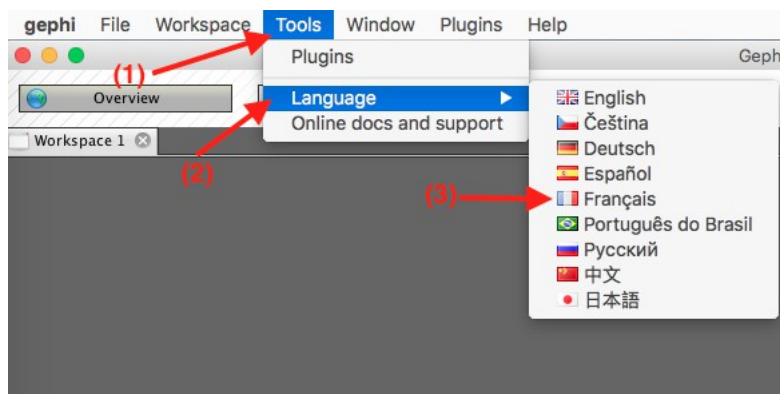 gephi File Workspace Tools Window Plugins Help
Plugins
Geph
(1)
Overview
Language
English
Online docs and support
Čeština
Workspace 1
Deutsch
(2)
Español
(3)
Français
Português do Brasil
Русский
中文
日本語